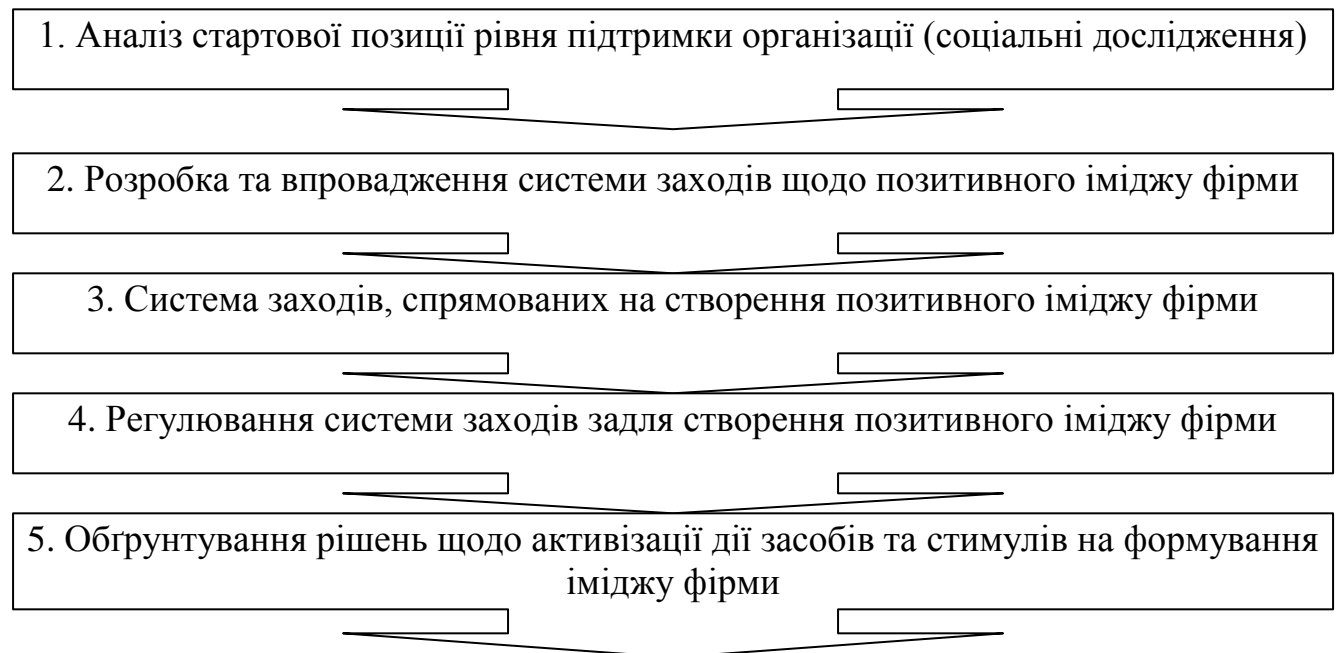 1. Аналіз стартової позиції рівня підтримки організації (соціальні дослідження)
2. Розробка та впровадження системи заходів щодо позитивного іміджу фірми
3. Система заходів, спрямованих на створення позитивного іміджу фірми
4. Регулювання системи заходів задля створення позитивного іміджу фірми
5. Обґрунтування рішень щодо активізації дії засобів та стимулів на формування
іміджу фірми